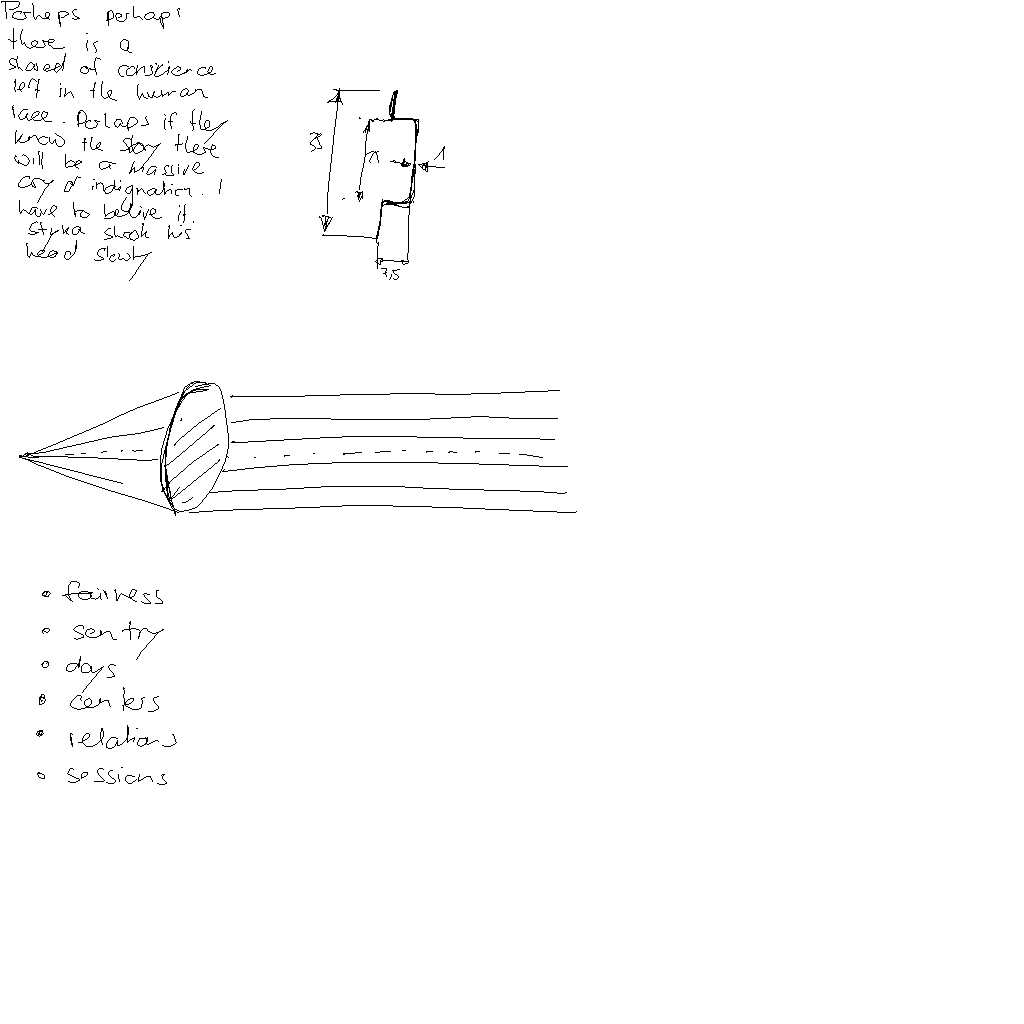 Perhaps perhaps
there is a
shared of conscience
left in the human
race. Perhaps if they
know the story there
will be a massive
cry of indignation. I
have to belive it.
Styka shook his
head slowly
1
7,5
• fairness
• sentry
• days
• centers
• relations
• sessions